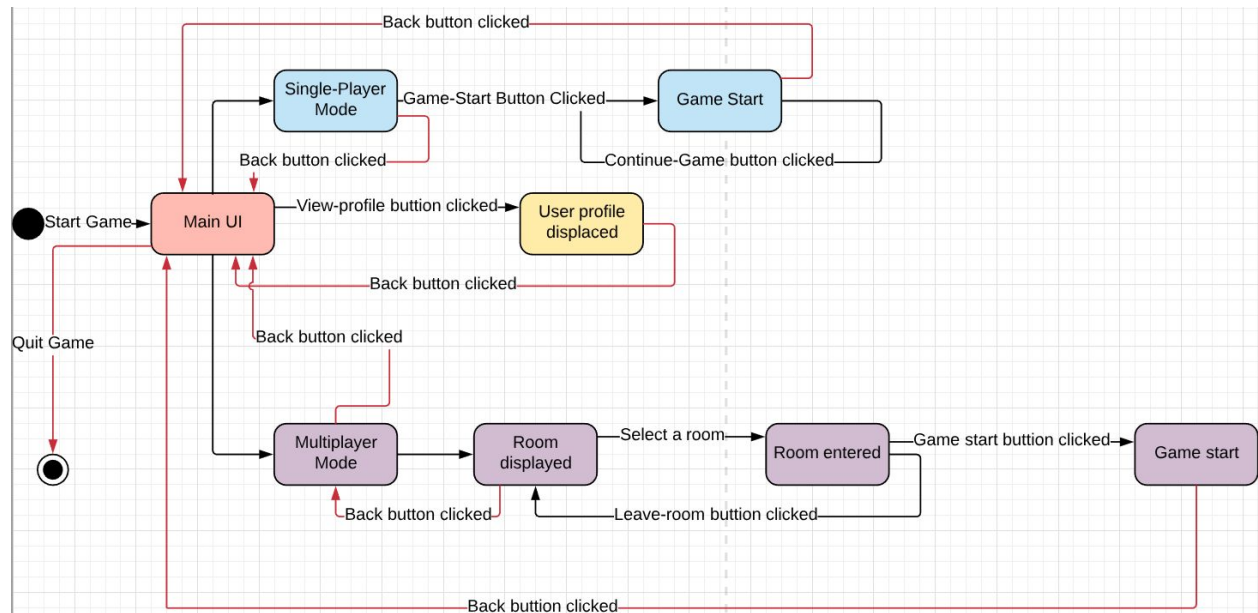 Back button clicked
Single-Player
Mode
Game-Start Button Clicked
Game Start
Back button clicked
Continue-Game button clicked
Start Game
Main UI
View-profile buttion clicked
User profile
displaced
Back button clicked
Quit Game
Back button clicked
Multiplayer
Mode
Room
displayed
Select a room
Room entered
Game start button clicked
Game start
Back button clicked
Leave-room button clicked
Back button clicked